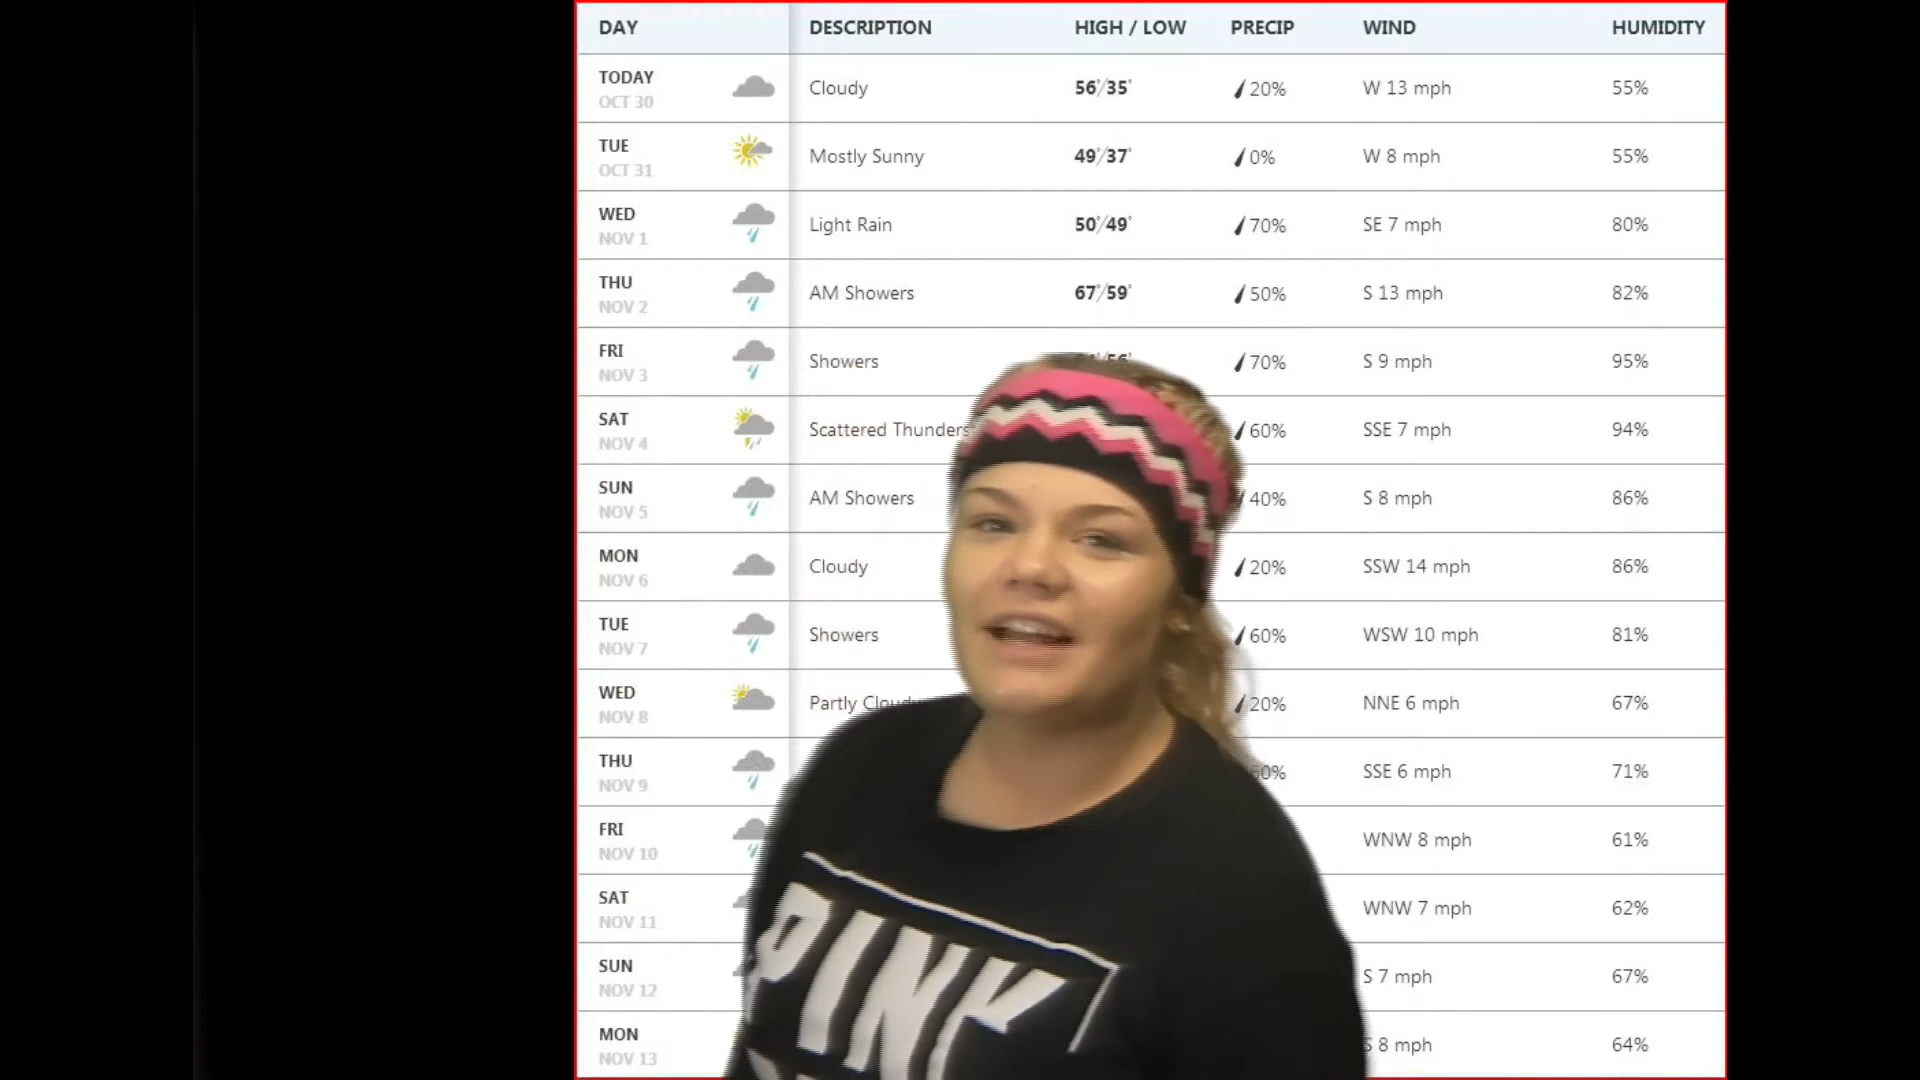 DAY DESCRIPTION HIGH / LOW PRECIP WIND HUMIDITY
TODAY
OCT 30
Cloudy 56°/35° 20% W 13 mph 55%
TUE
OCT 31
Mostly Sunny 49°/37° 0% W 8 mph 55%
WED
NOV 1
Light Rain 50°/49° 70% SE 7 mph 80%
THU
NOV 2
AM Showers 67°/59° 50% S 13 mph 82%
FRI
NOV 3
Showers 70% S 9 mph 95%
SAT
NOV 4
Scattered 60% SSE 7 mph 94%
SUN
NOV 5
AM Showers 40% S 8 mph 86%
MON
NOV 6
Cloudy 20% SSW 14 mph 86%
TUE
NOV 7
Showers 60% WSW 10 mph 81%
WED
NOV 8
Partly Cloudy 20% NNE 6 mph 67%
THU
NOV 9
SSE 6 mph 71%
FRI
NOV 10
WNW 8 mph 61%
SAT
NOV 11
WNW 7 mph 62%
SUN
NOV 12
S 7 mph 67%
MON
NOV 13
S 8 mph 64%
PINK